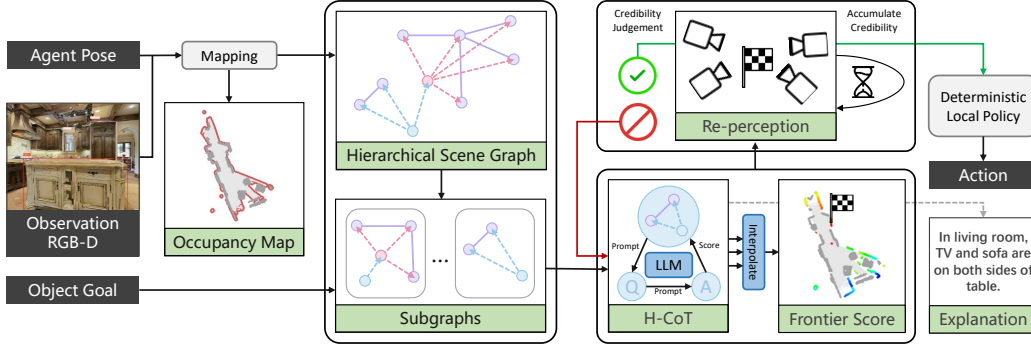 Agent Pose
Mapping
Observation
RGB-D
Occupancy Map
Object Goal
Hierarchical Scene Graph
...
Subgraphs
Credibility
Judgement
Accumulate
Credibility
Re-perception
Prompt
Score
LLM
Q
A
Prompt
H-CoT
Interpolate
Frontier Score
Deterministic
Local Policy
Action
In living room,
TV and sofa are
on both sides of
table.
Explanation